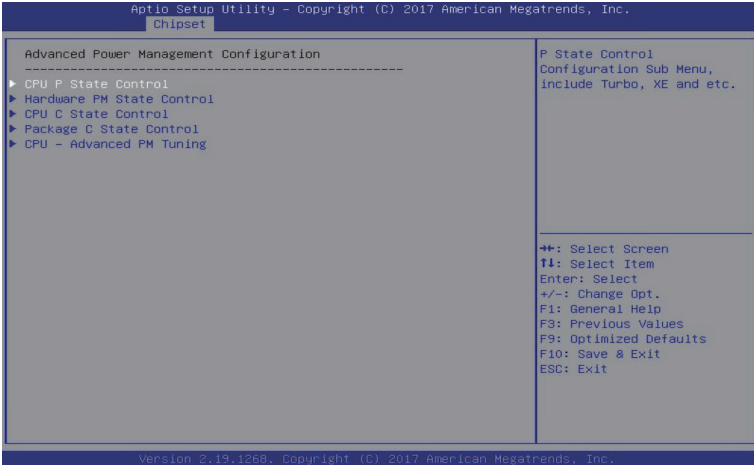 Aptio Setup Utility – Copyright (C) 2017 American Megatrends, Inc.
Chipset
Advanced Power Management Configuration
--------------------------------------------------
▶ CPU P State Control
▶ Hardware PM State Control
▶ CPU C State Control
▶ Package C State Control
▶ CPU – Advanced PM Tuning
P State Control
Configuration Sub Menu,
include Turbo, XE and etc.
→←: Select Screen
↑↓: Select Item
Enter: Select
+/-: Change Opt.
F1: General Help
F3: Previous Values
F9: Optimized Defaults
F10: Save & Exit
ESC: Exit
Version 2.19.1268. Copyright (C) 2017 American Megatrends, Inc.